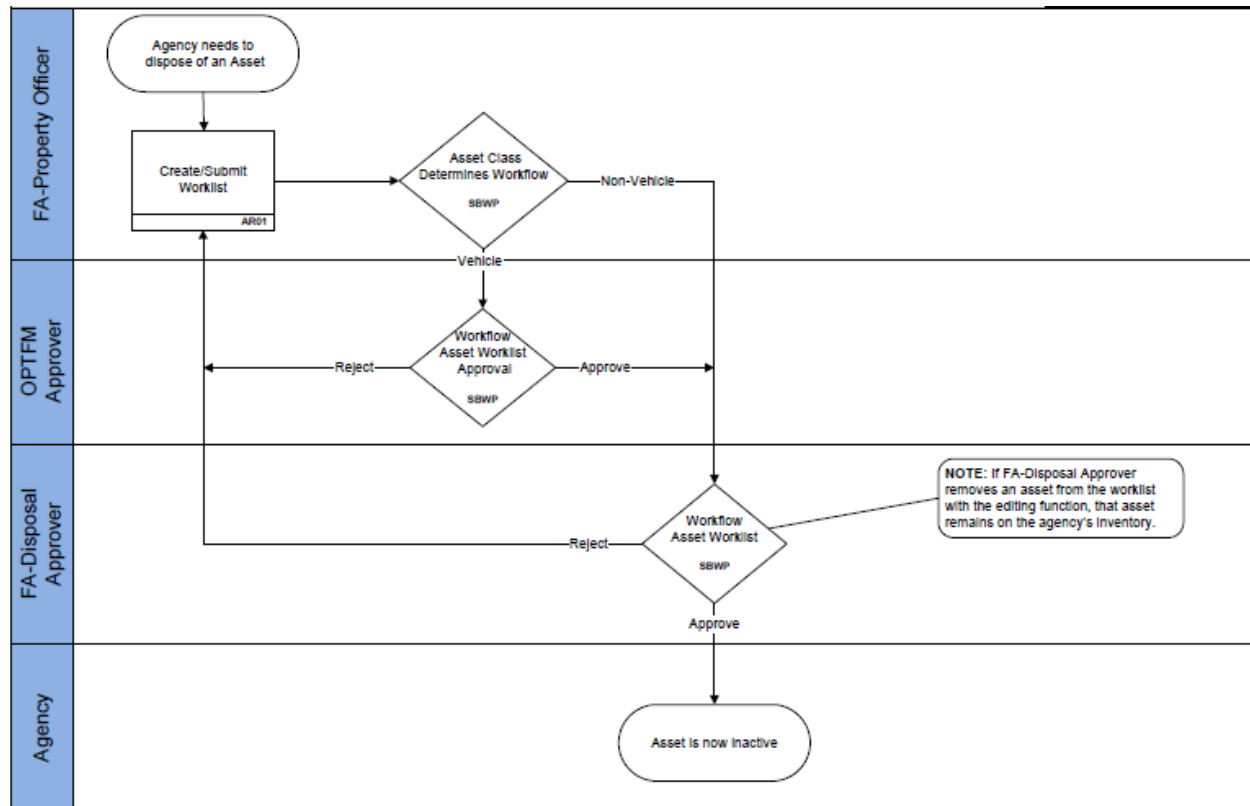 FA-Property Officer
Agency needs to
dispose of an Asset
Create/Submit
Worklist
AR01
Asset Class
Determines Workflow
SBWP
Non-Vehicle
Vehicle
OPTFM
Approver
Workflow
Asset Worklist
Approval
SBWP
Reject
Approve
FA-Disposal
Approver
Workflow
Asset Worklist
SBWP
Reject
NOTE: If FA-Disposal Approver
removes an asset from the worklist
with the editing function, that asset
remains on the agency's inventory.
Approve
Agency
Asset is now inactive